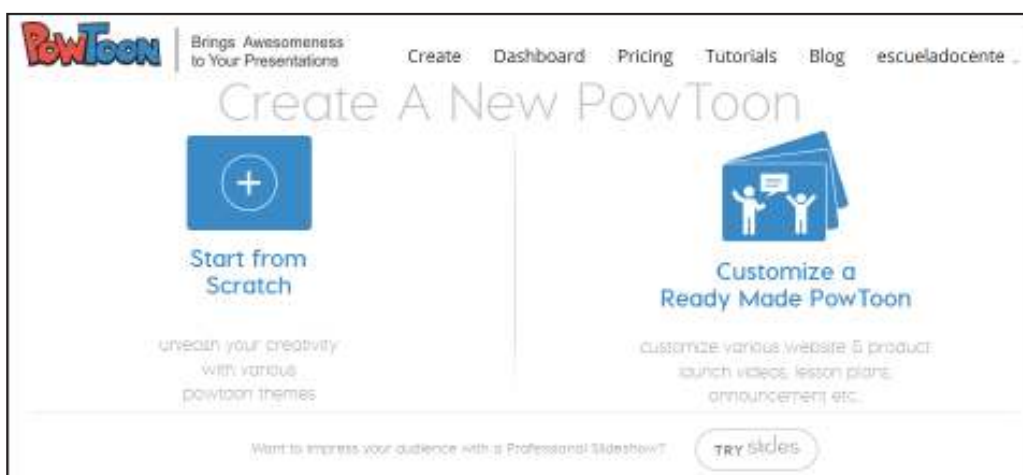 POWTOON
Brings Awesomeness
to Your Presentations
Create Dashboard Pricing Tutorials Blog escueladocente
Create A New PowToon
Start from
Scratch
unleash your creativity
with various
powtoon themes
Customize a
Ready Made PowToon
customize various website & product
launch videos, lesson plans,
announcement etc.
Want to impress your audience with a Professional Slideshow?
TRY slides